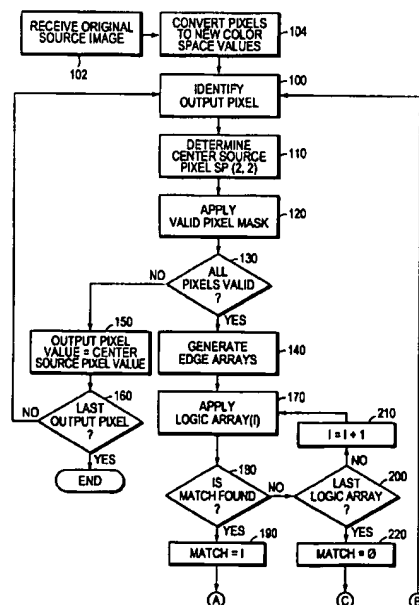 RECEIVE ORIGINAL
SOURCE IMAGE
102
CONVERT PIXELS
TO NEW COLOR
SPACE VALUES
104
IDENTIFY
OUTPUT PIXEL
100
DETERMINE
CENTER SOURCE
PIXEL SP (2, 2)
110
APPLY
VALID PIXEL MASK
120
ALL
PIXELS VALID
?
130
NO
YES
OUTPUT PIXEL
VALUE = CENTER
SOURCE PIXEL VALUE
150
GENERATE
EDGE ARRAYS
140
LAST
OUTPUT PIXEL
?
160
NO
YES
END
APPLY
LOGIC ARRAY(I)
170
I = I + 1
210
IS
MATCH FOUND
?
180
NO
YES
LAST
LOGIC ARRAY
?
200
NO
YES
MATCH = I
190
MATCH = Ø
220
A
C
B